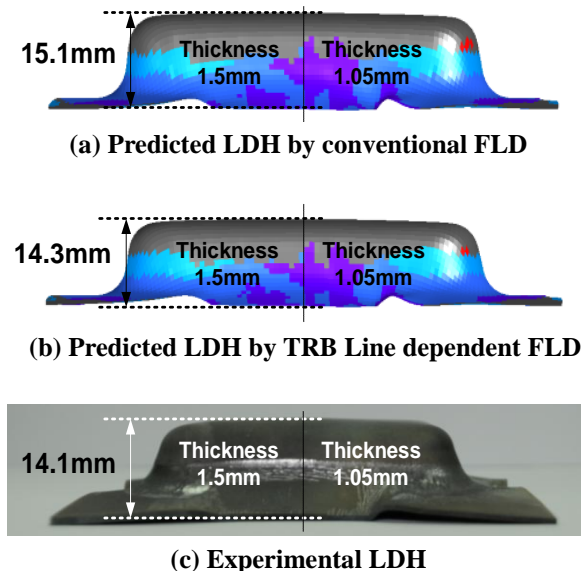 15.1mm
Thickness Thickness
1.5mm 1.05mm
(a) Predicted LDH by conventional FLD
14.3mm
Thickness Thickness
1.5mm 1.05mm
(b) Predicted LDH by TRB Line dependent FLD
14.1mm
Thickness Thickness
1.5mm 1.05mm
(c) Experimental LDH